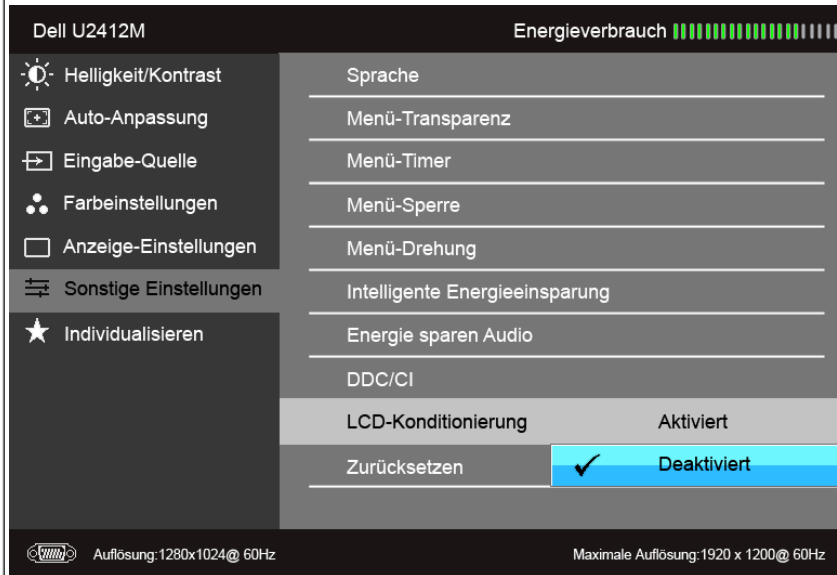 Dell U2412M
Energieverbrauch
Helligkeit/Kontrast
Auto-Anpassung
Eingabe-Quelle
Farbeinstellungen
Anzeige-Einstellungen
Sonstige Einstellungen
Individualisieren
Sprache
Menü-Transparenz
Menü-Timer
Menü-Sperre
Menü-Drehung
Intelligente Energieeinsparung
Energie sparen Audio
DDC/CI
LCD-Konditionierung
Aktiviert
Zurücksetzen
Deaktiviert
Auflösung:1280x1024@ 60Hz
Maximale Auflösung:1920 x 1200@ 60Hz